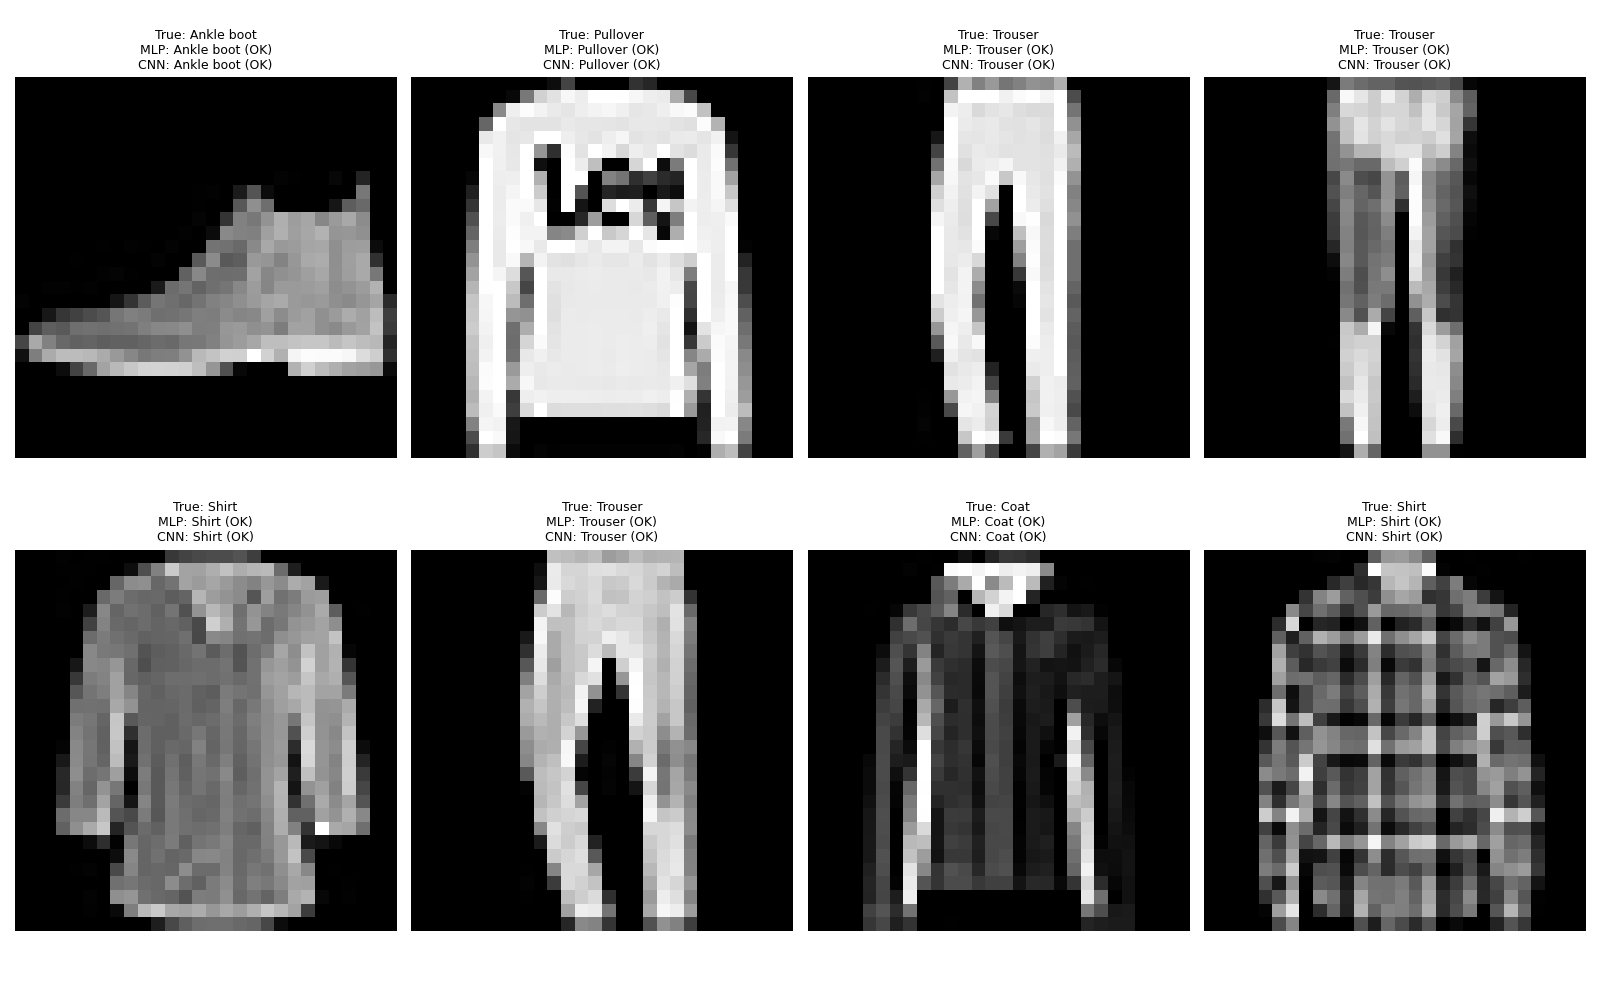 True: Ankle boot
MLP: Ankle boot (OK)
CNN: Ankle boot (OK)
True: Pullover
MLP: Pullover (OK)
CNN: Pullover (OK)
True: Trouser
MLP: Trouser (OK)
CNN: Trouser (OK)
True: Trouser
MLP: Trouser (OK)
CNN: Trouser (OK)
True: Shirt
MLP: Shirt (OK)
CNN: Shirt (OK)
True: Trouser
MLP: Trouser (OK)
CNN: Trouser (OK)
True: Coat
MLP: Coat (OK)
CNN: Coat (OK)
True: Shirt
MLP: Shirt (OK)
CNN: Shirt (OK)